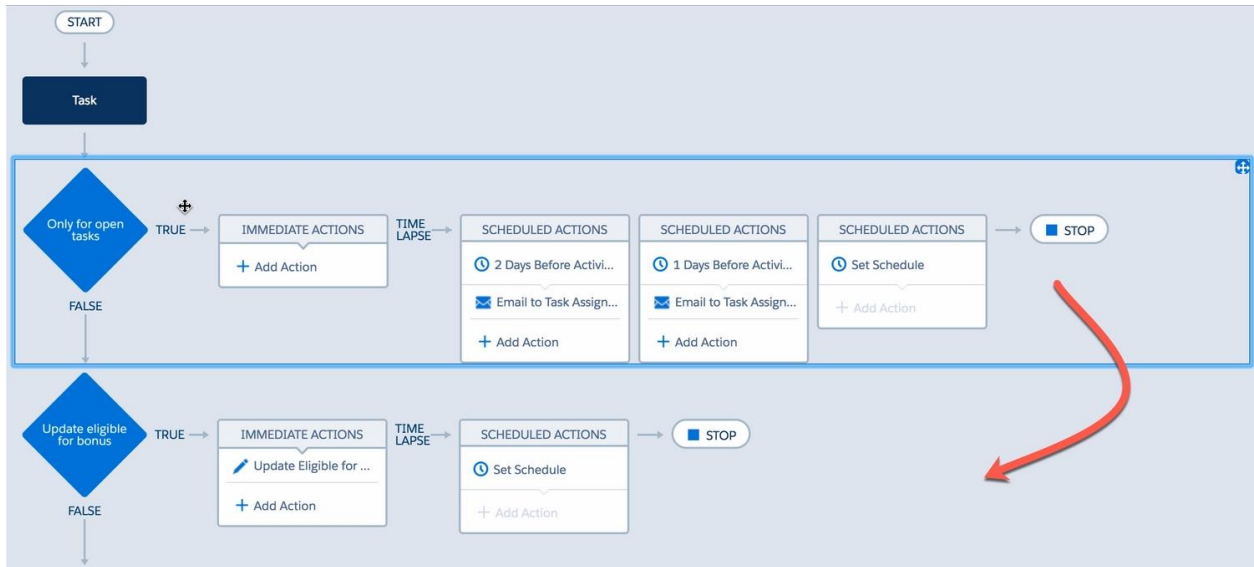 START
Task
Only for open
tasks
TRUE
IMMEDIATE ACTIONS
+ Add Action
TIME
LAPSE
SCHEDULED ACTIONS
2 Days Before Activi...
Email to Task Assign...
+ Add Action
SCHEDULED ACTIONS
1 Days Before Activi...
Email to Task Assign...
+ Add Action
SCHEDULED ACTIONS
Set Schedule
+ Add Action
STOP
FALSE
Update eligible
for bonus
TRUE
IMMEDIATE ACTIONS
Update Eligible for ...
+ Add Action
TIME
LAPSE
SCHEDULED ACTIONS
Set Schedule
+ Add Action
STOP
FALSE